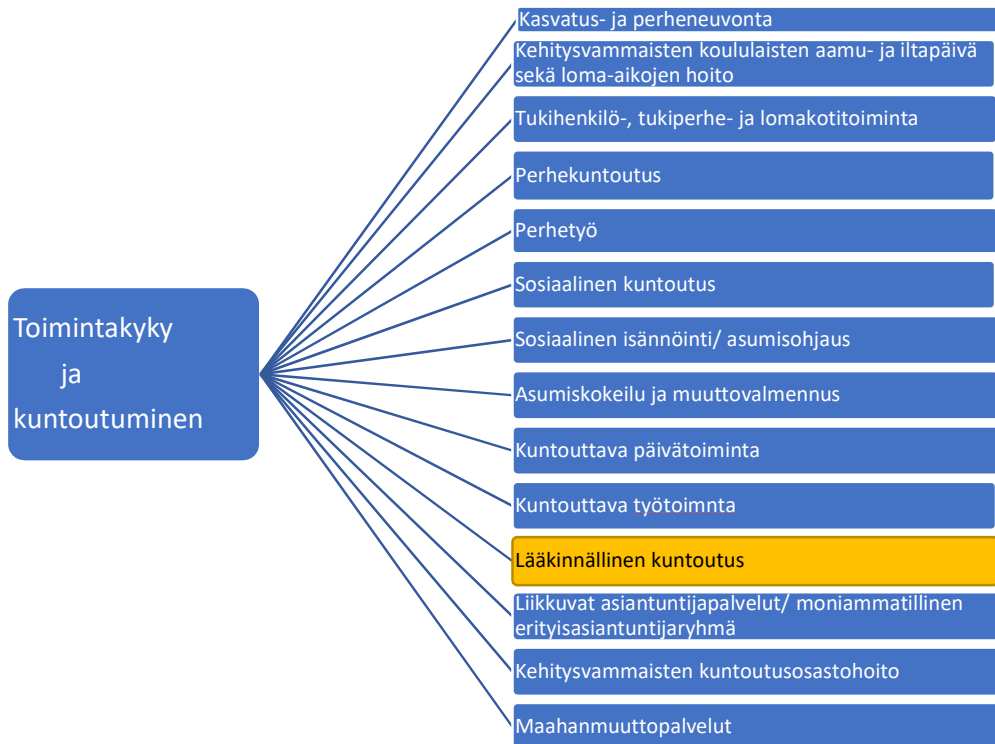 Toimintakyky
ja
kuntoutuminen
Kasvatus- ja perheneuvonta
Kehitysvammaisten koululaisten aamu- ja iltapäivä
sekä loma-aikojen hoito
Tukihenkilö-, tukiperhe- ja lomakotitoiminta
Perhekuntoutus
Perhetyö
Sosiaalinen kuntoutus
Sosiaalinen isännöinti/ asumisohjaus
Asumiskokeilu ja muuttovalmennus
Kuntouttava päivätoiminta
Kuntouttava työtoimnta
Lääkinnällinen kuntoutus
Liikkuvat asiantuntijapalvelut/ moniammatillinen
erityisasiantuntijaryhmä
Kehitysvammaisten kuntoutusosastohoito
Maahanmuuttopalvelut